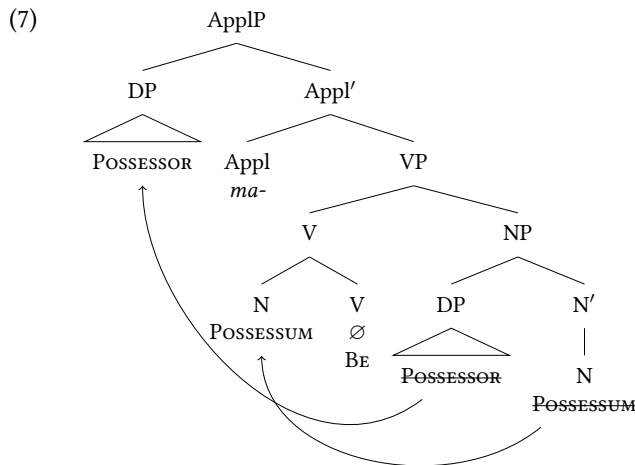 (7) ApplP
DP Appl′
Possessor Appl VP
ma-
V NP
N V DP N′
Possessum ∅
Be Possessor N
Possessum